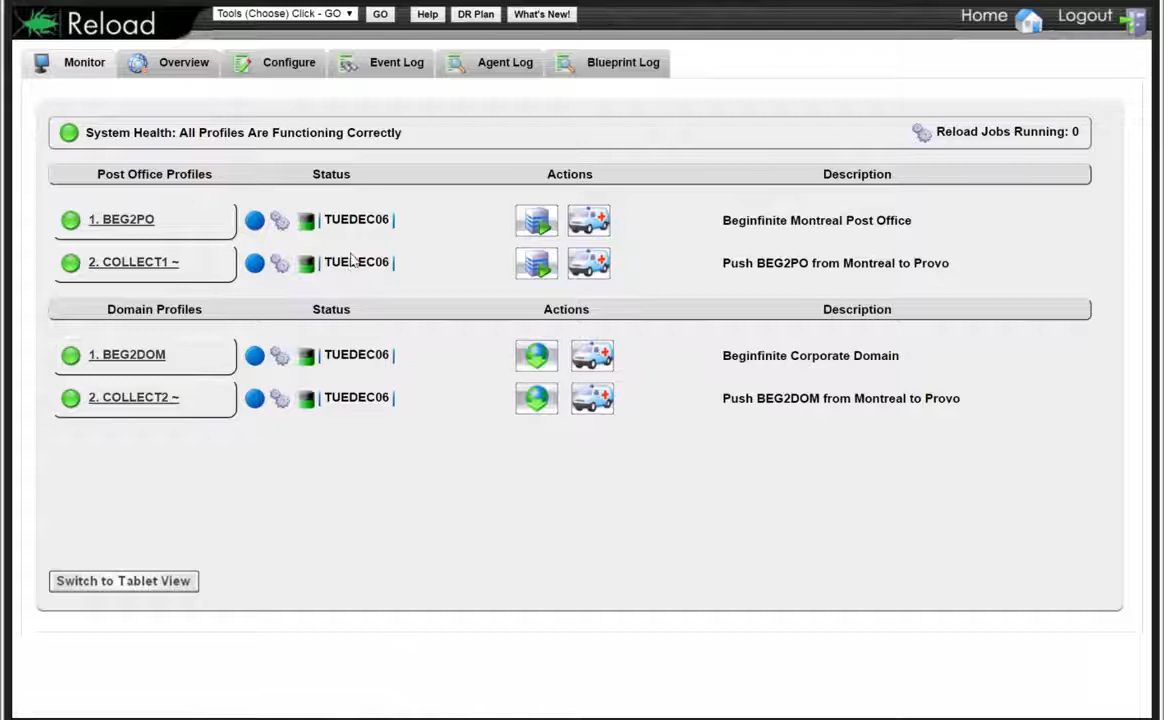 Reload
Tools (Choose) Click - GO
GO
Help
DR Plan
What's New!
Home
Logout
Monitor
Overview
Configure
Event Log
Agent Log
Blueprint Log
System Health: All Profiles Are Functioning Correctly
Reload Jobs Running: 0
Post Office Profiles
Status
Actions
Description
1. BEG2PO
TUEDEC06
Beginfinite Montreal Post Office
2. COLLECT1 ~
TUEDEC06
Push BEG2PO from Montreal to Provo
Domain Profiles
Status
Actions
Description
1. BEG2DOM
TUEDEC06
Beginfinite Corporate Domain
2. COLLECT2 ~
TUEDEC06
Push BEG2DOM from Montreal to Provo
Switch to Tablet View